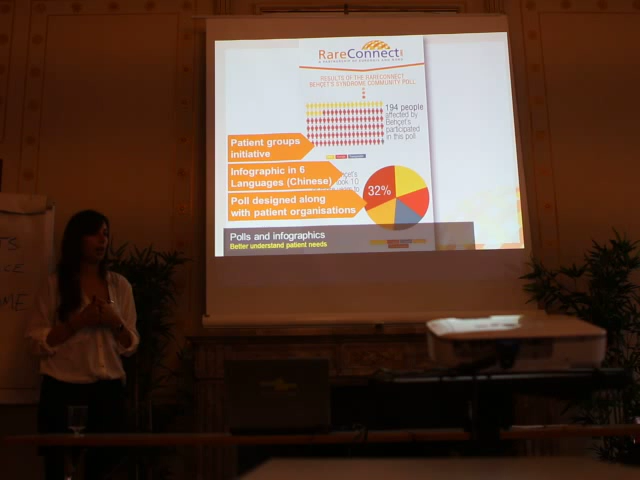 RareConnect
RESULTS OF THE RARECONNECT
BEHÇET'S SYNDROME COMMUNITY POLL
194 people
affected by
Behçet's
participated
in this poll
Patient groups
initiative
Infographic in 6
Languages (Chinese)
Poll designed along
with patient organisations
32%
Polls and infographics
Better understand patient needs